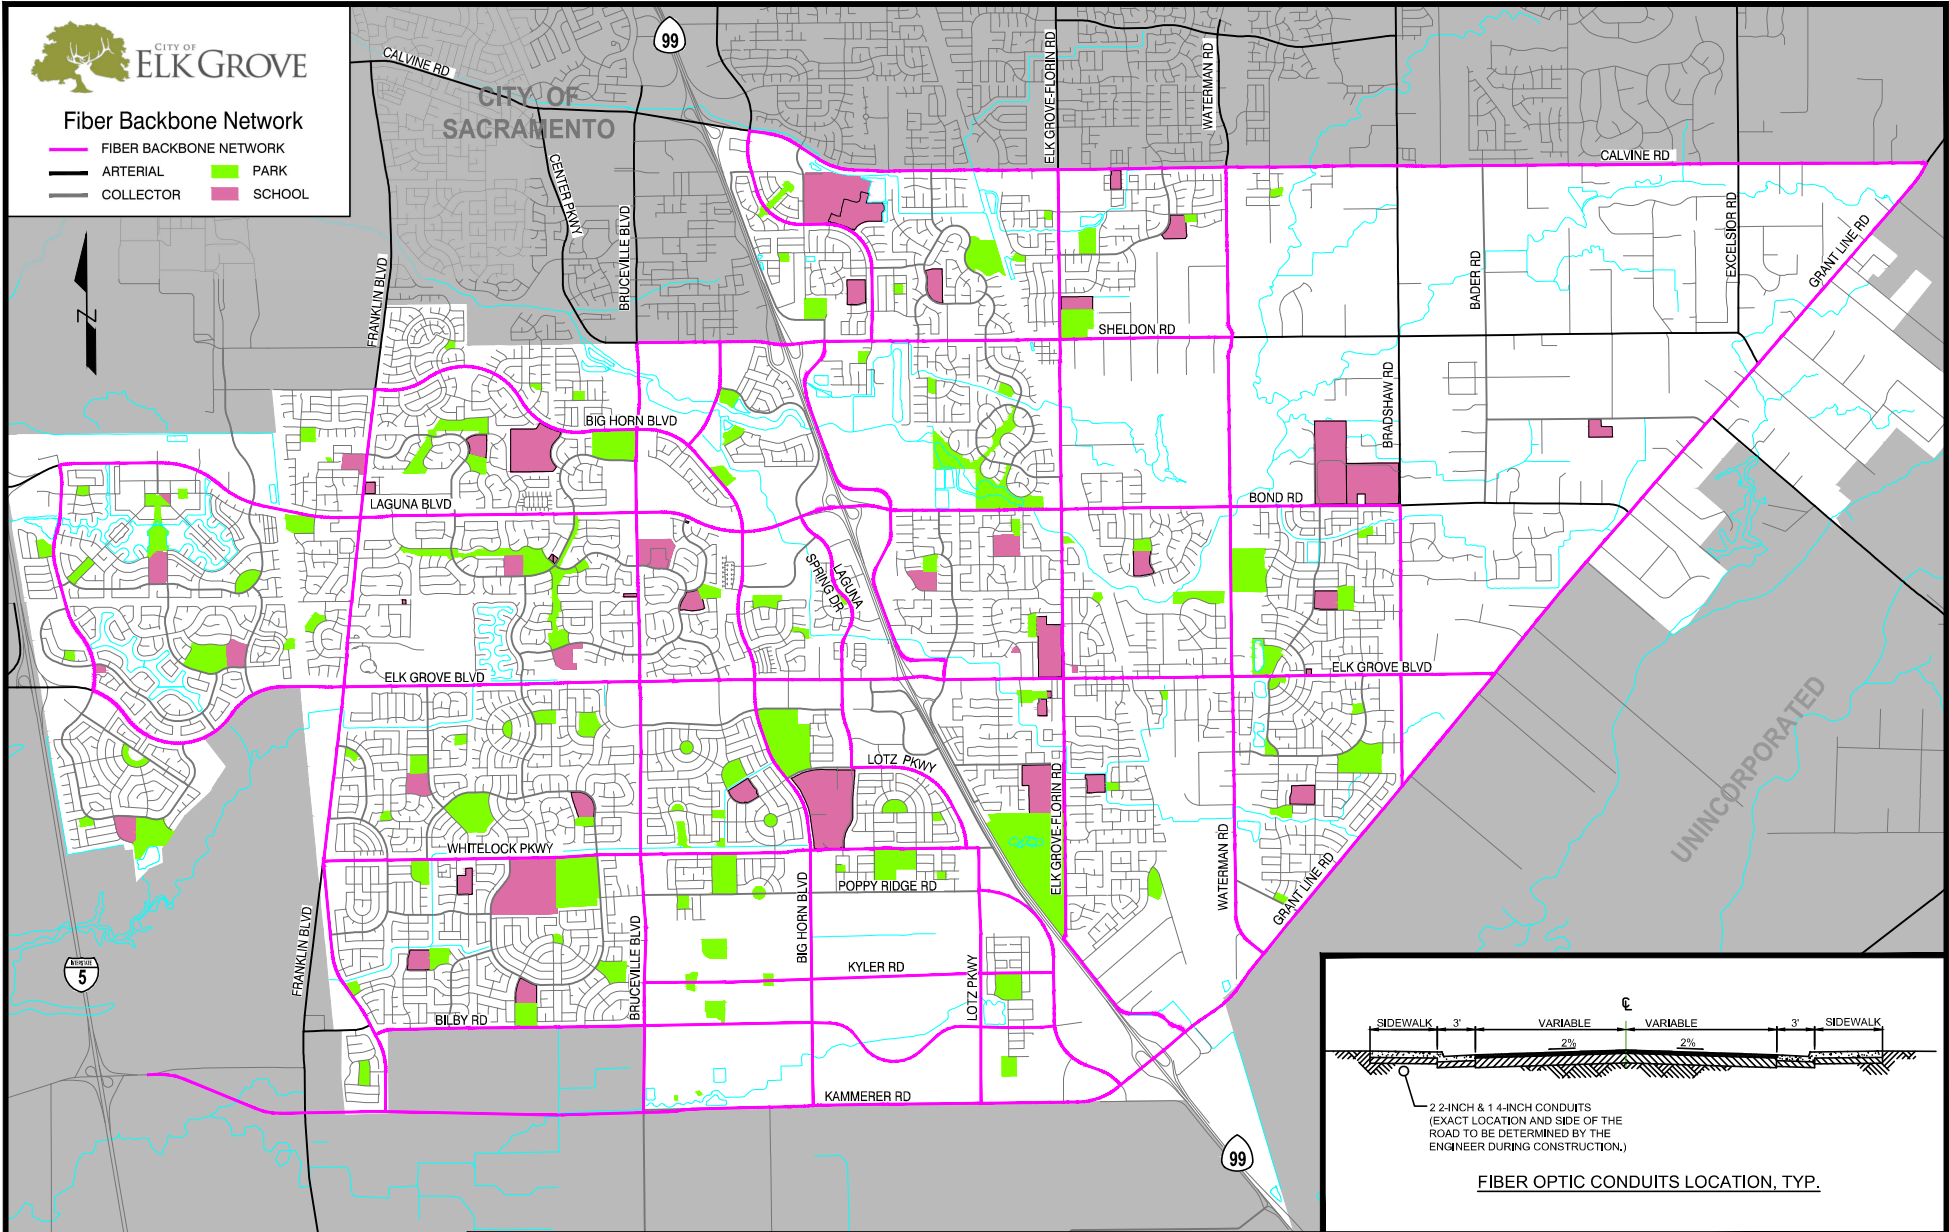 CITY OF
ELK GROVE
Fiber Backbone Network
FIBER BACKBONE NETWORK
ARTERIAL
PARK
COLLECTOR
SCHOOL
N
99
CALVINE RD
CITY OF
SACRAMENTO
CENTER PKWY
BRUCEVILLE BLVD
FRANKLIN BLVD
ELK GROVE-FLORIN RD
WATERMAN RD
CALVINE RD
EXCELSIOR RD
GRANT LINE RD
BADER RD
SHELDON RD
BRADSHAW RD
BIG HORN BLVD
LAGUNA BLVD
BOND RD
LAGUNA
SPRING DR
ELK GROVE BLVD
ELK GROVE BLVD
UNINCORPORATED
LOTZ PKWY
ELK GROVE-FLORIN RD
WATERMAN RD
WHITELOCK PKWY
POPPY RIDGE RD
GRANT LINE RD
BIG HORN BLVD
FRANKLIN BLVD
BRUCEVILLE BLVD
KYLER RD
LOTZ PKWY
INTERSTATE
5
BILBY RD
KAMMERER RD
99
℄
SIDEWALK
3'
VARIABLE
VARIABLE
3'
SIDEWALK
2%
2%
2 2-INCH & 1 4-INCH CONDUITS
(EXACT LOCATION AND SIDE OF THE
ROAD TO BE DETERMINED BY THE
ENGINEER DURING CONSTRUCTION.)
FIBER OPTIC CONDUITS LOCATION, TYP.